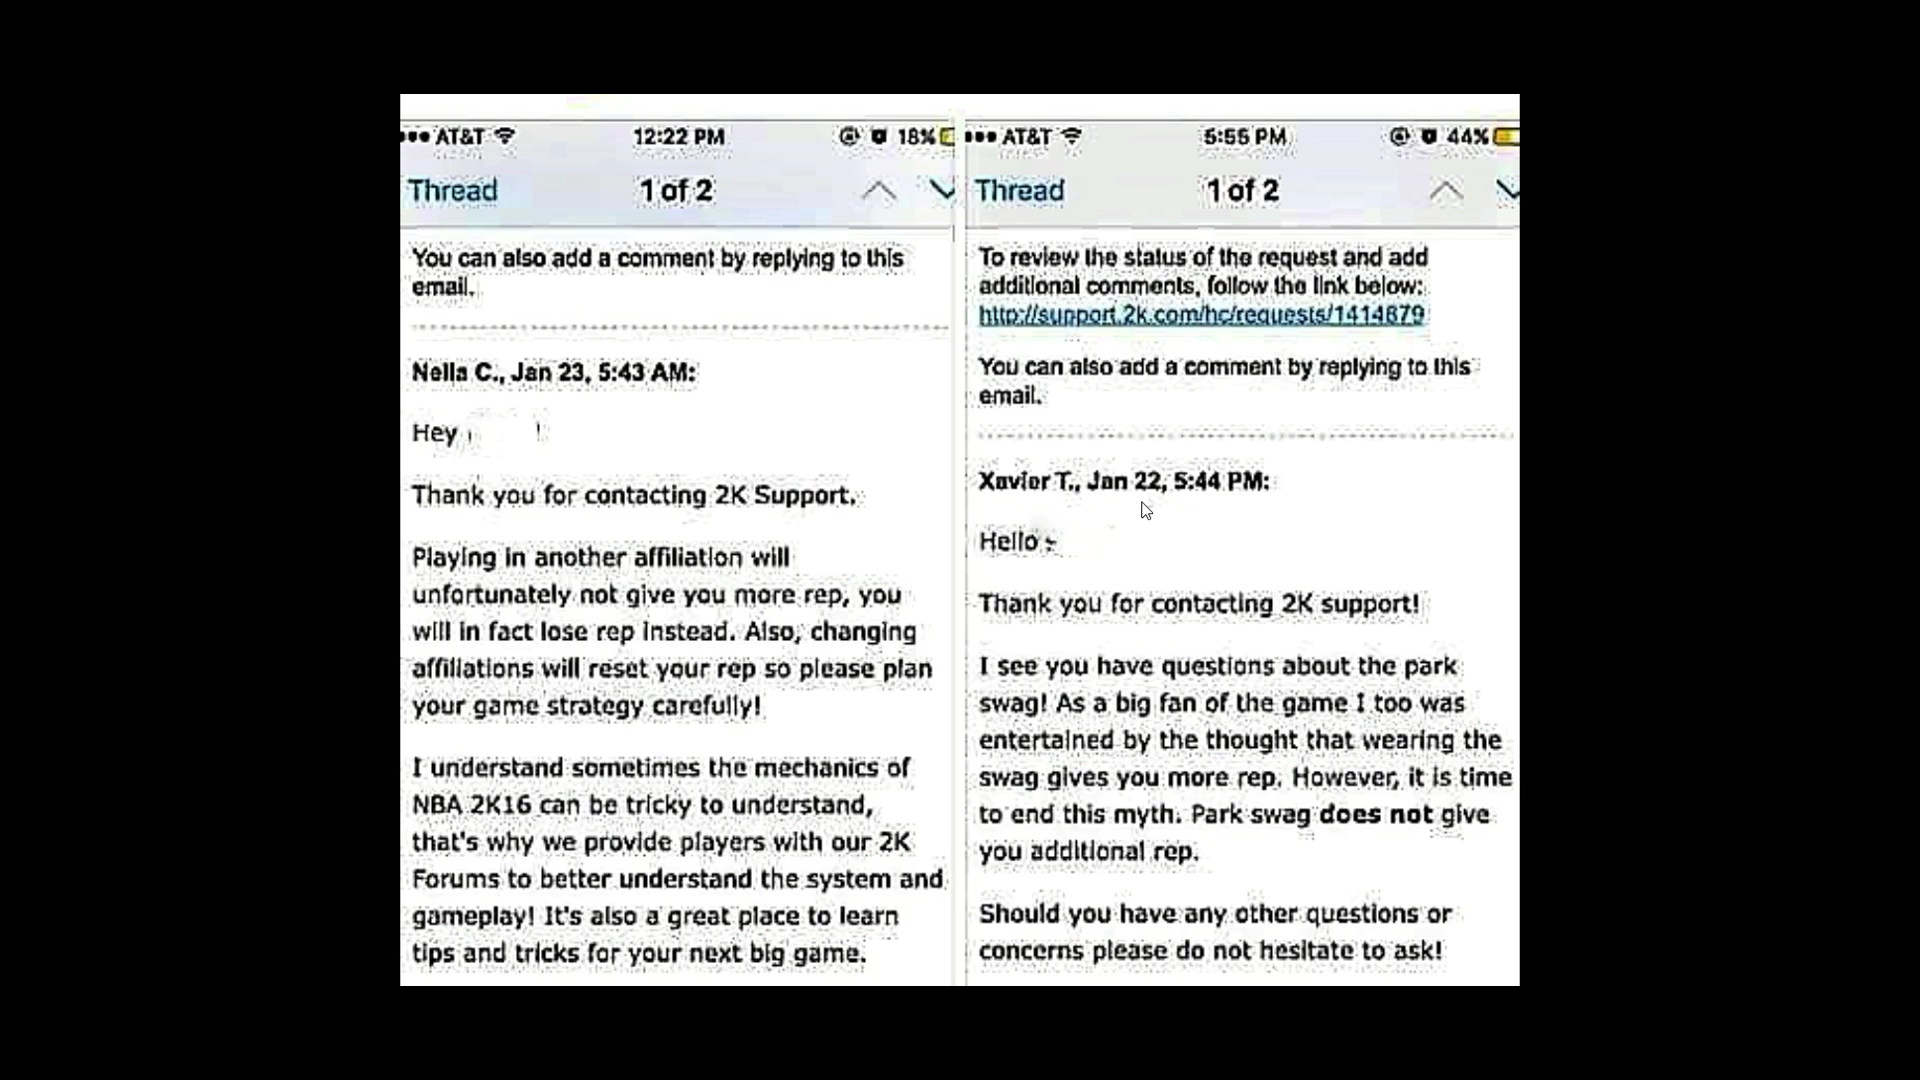 AT&T 12:22 PM 18%
Thread 1 of 2
You can also add a comment by replying to this
email.
Nella C., Jan 23, 5:43 AM:
Hey
Thank you for contacting 2K Support.
Playing in another affiliation will
unfortunately not give you more rep, you
will in fact lose rep instead. Also, changing
affiliations will reset your rep so please plan
your game strategy carefully!
I understand sometimes the mechanics of
NBA 2K16 can be tricky to understand,
that's why we provide players with our 2K
Forums to better understand the system and
gameplay! It's also a great place to learn
tips and tricks for your next big game.
AT&T 5:55 PM 44%
Thread 1 of 2
To review the status of the request and add
additional comments, follow the link below:
http://support.2k.com/hc/requests/1414879
You can also add a comment by replying to this
email.
Xavier T., Jan 22, 5:44 PM:
Hello
Thank you for contacting 2K support!
I see you have questions about the park
swag! As a big fan of the game I too was
entertained by the thought that wearing the
swag gives you more rep. However, it is time
to end this myth. Park swag does not give
you additional rep.
Should you have any other questions or
concerns please do not hesitate to ask!